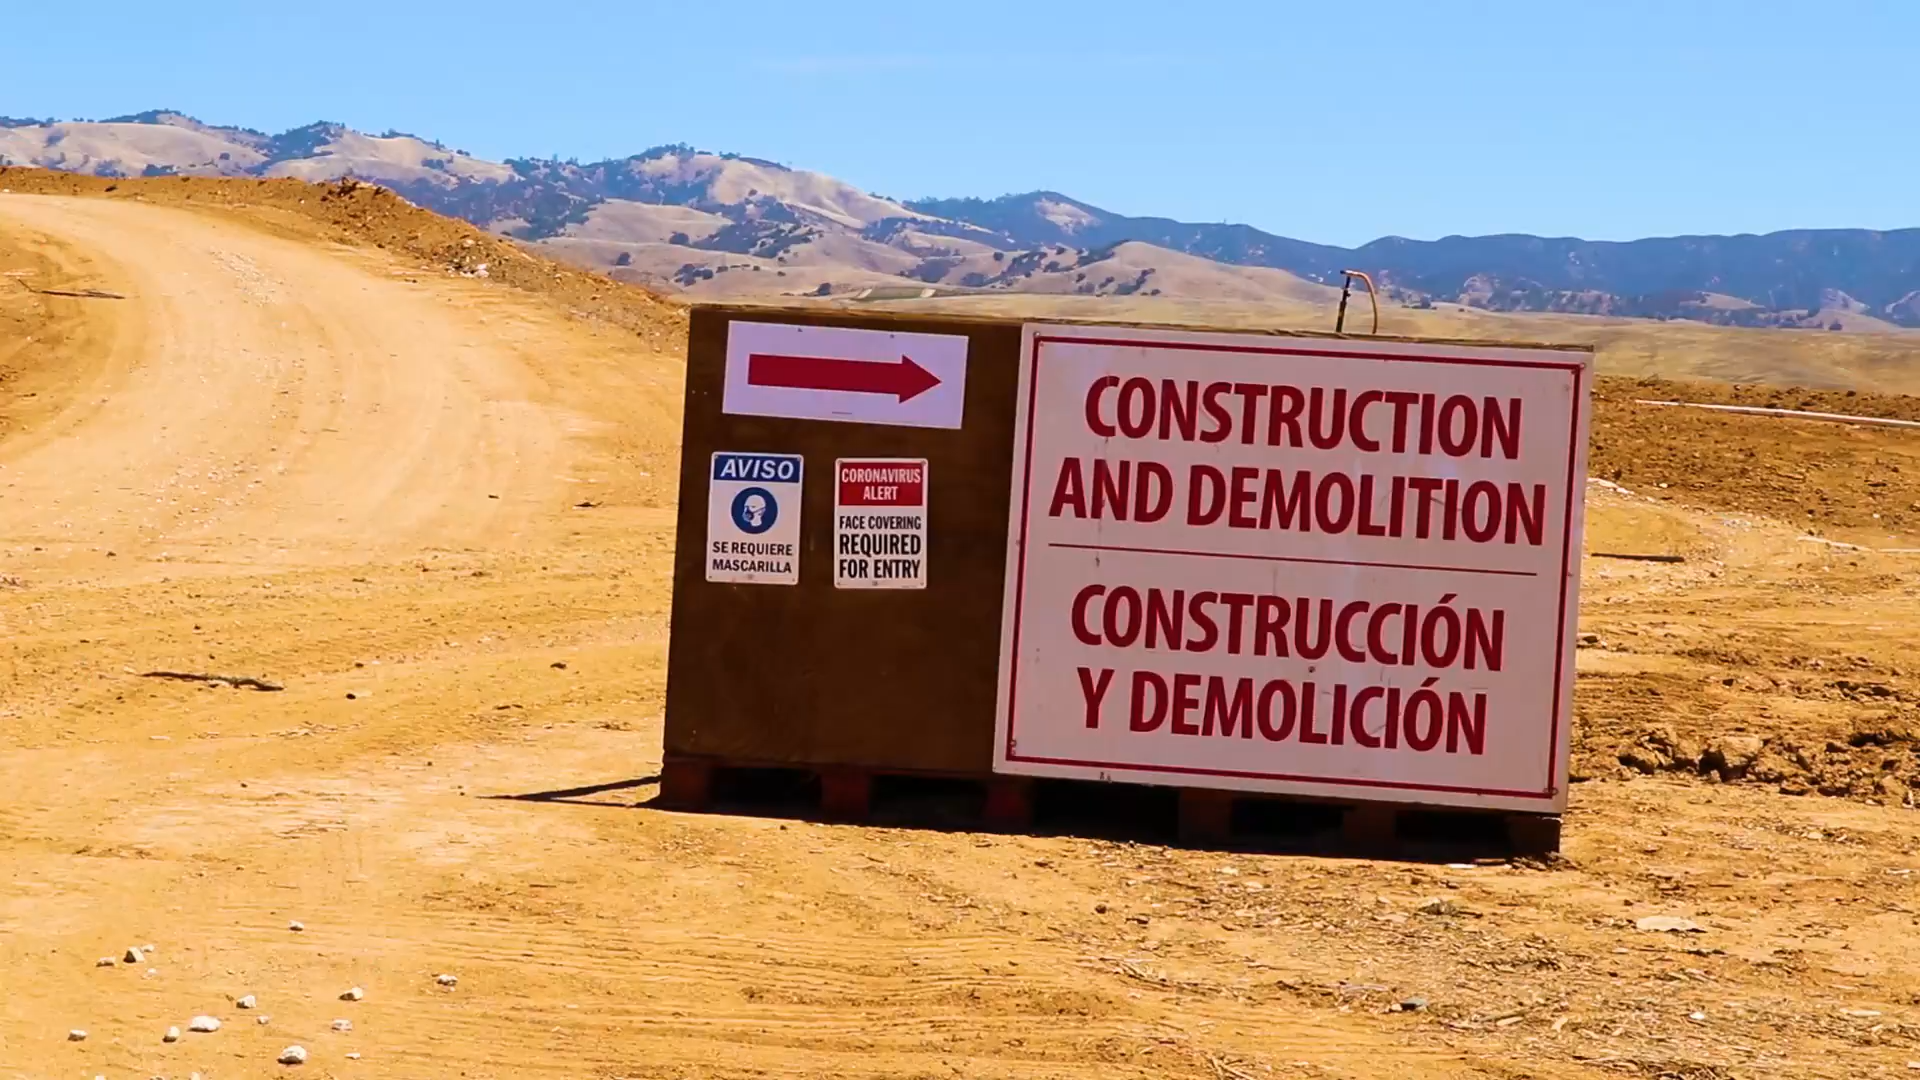 AVISO
SE REQUIERE
MASCARILLA
CORONAVIRUS
ALERT
FACE COVERING
REQUIRED
FOR ENTRY
CONSTRUCTION
AND DEMOLITION
CONSTRUCCIÓN
Y DEMOLICIÓN